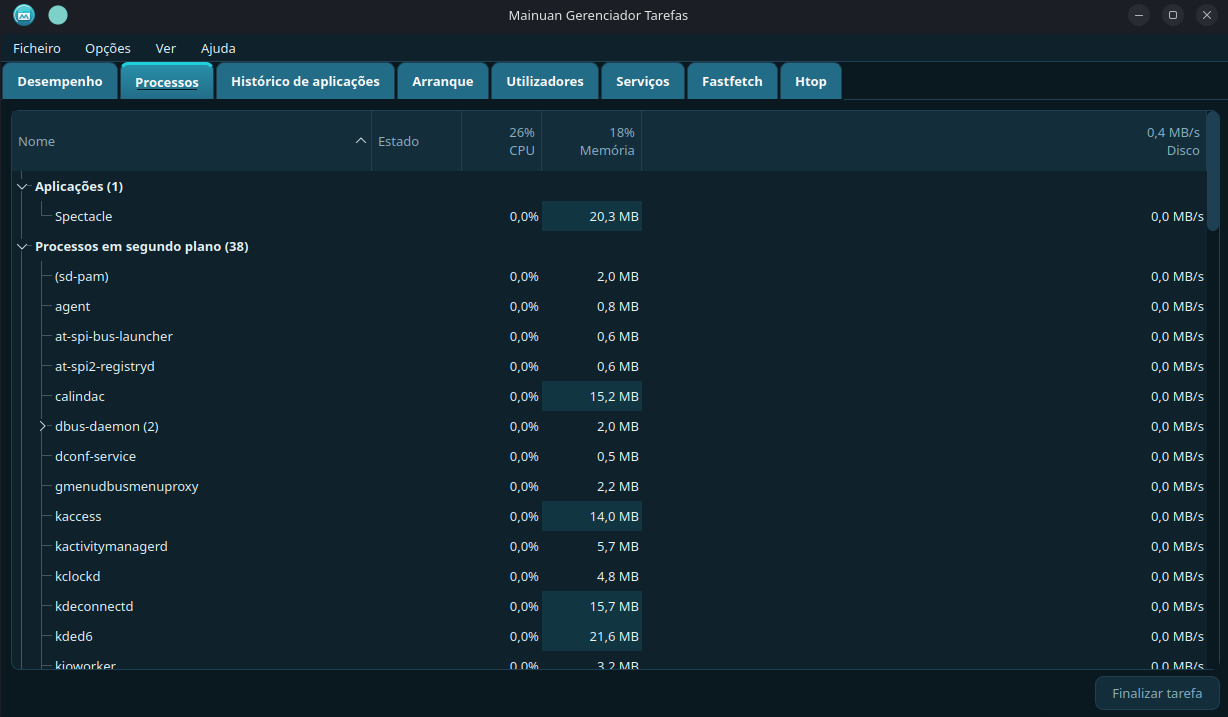 Mainuan Gerenciador Tarefas
Ficheiro Opções Ver Ajuda
Desempenho Processos Histórico de aplicações Arranque Utilizadores Serviços Fastfetch Htop
26% 18% 0,4 MB/s
Nome Estado CPU Memória Disco
Aplicações (1)
Spectacle 0,0% 20,3 MB 0,0 MB/s
Processos em segundo plano (38)
(sd-pam) 0,0% 2,0 MB 0,0 MB/s
agent 0,0% 0,8 MB 0,0 MB/s
at-spi-bus-launcher 0,0% 0,6 MB 0,0 MB/s
at-spi2-registryd 0,0% 0,6 MB 0,0 MB/s
calindac 0,0% 15,2 MB 0,0 MB/s
dbus-daemon (2) 0,0% 2,0 MB 0,0 MB/s
dconf-service 0,0% 0,5 MB 0,0 MB/s
gmenudbusmenuproxy 0,0% 2,2 MB 0,0 MB/s
kaccess 0,0% 14,0 MB 0,0 MB/s
kactivitymanagerd 0,0% 5,7 MB 0,0 MB/s
kclockd 0,0% 4,8 MB 0,0 MB/s
kdeconnectd 0,0% 15,7 MB 0,0 MB/s
kded6 0,0% 21,6 MB 0,0 MB/s
kioworker 0,0% 3,2 MB 0,0 MB/s
Finalizar tarefa